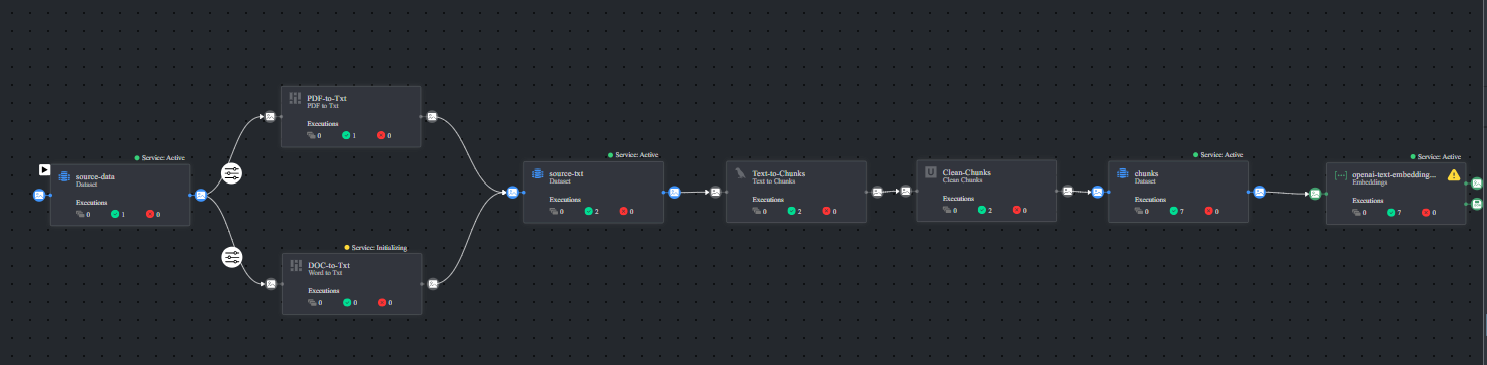 Service: Active
source-data
Dataset
Executions
0 1 0
PDF-to-Txt
PDF to Txt
Executions
0 1 0
Service: Initializing
DOC-to-Txt
Word to Txt
Executions
0 0 0
Service: Active
source-txt
Dataset
Executions
0 2 0
Text-to-Chunks
Text to Chunks
Executions
0 2 0
Clean-Chunks
Clean Chunks
Executions
0 2 0
Service: Active
chunks
Dataset
Executions
0 7 0
Service: Active
openai-text-embedding...
Embeddings
Executions
0 7 0